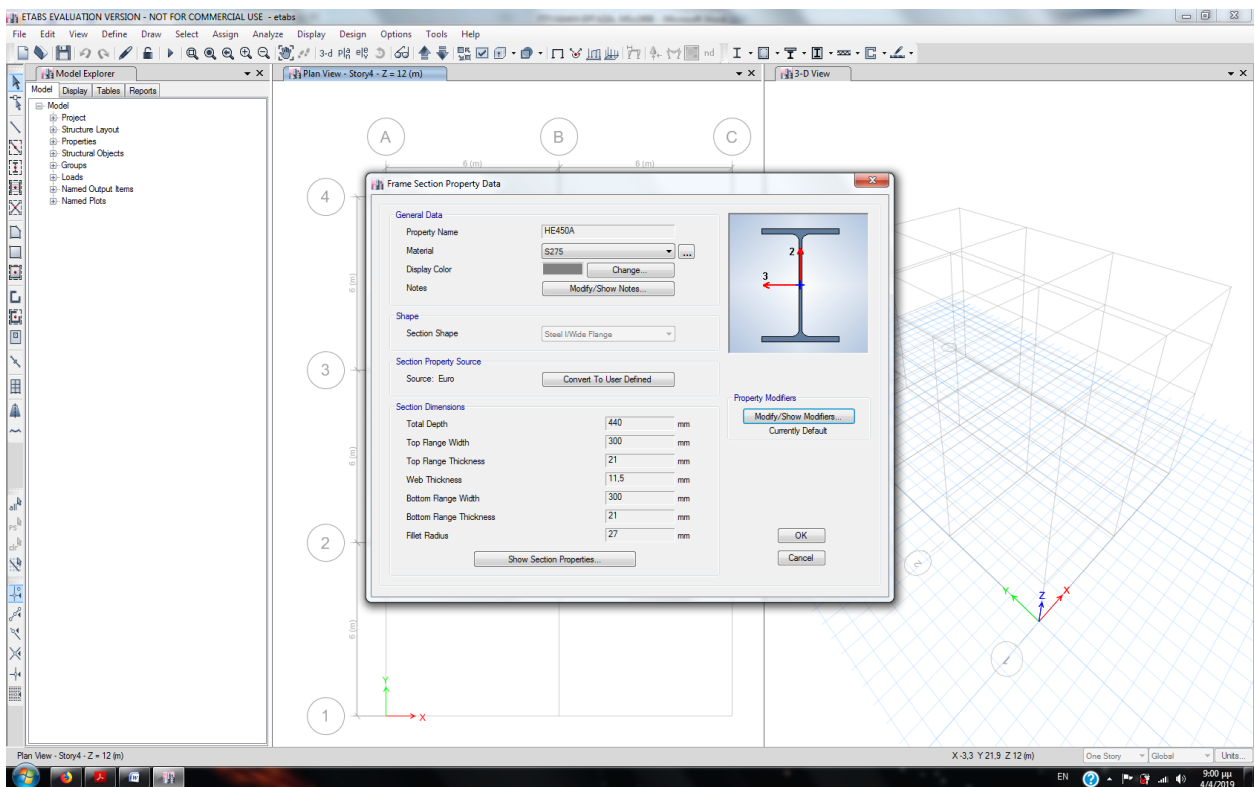 ETABS EVALUATION VERSION - NOT FOR COMMERCIAL USE - etabs
File Edit View Define Draw Select Assign Analyze Display Design Options Tools Help
3-d nd
Model Explorer
Plan View - Story4 - Z = 12 (m)
3-D View
Model Display Tables Reports
Model
Project
Structure Layout
Properties
Structural Objects
Groups
Loads
Named Output Items
Named Plots
all
A B C
6 (m) 6 (m)
4
6 (m)
3
6 (m)
2
6 (m)
1
Y
X
Frame Section Property Data
General Data
Property Name HE450A
Material S275 ...
Display Color Change...
Notes Modify/Show Notes...
Shape
Section Shape Steel I/Wide Flange
Section Property Source
Source: Euro Convert To User Defined
Section Dimensions
Total Depth 440 mm
Top Flange Width 300 mm
Top Flange Thickness 21 mm
Web Thickness 11,5 mm
Bottom Flange Width 300 mm
Bottom Flange Thickness 21 mm
Fillet Radius 27 mm
Show Section Properties...
2
3
Property Modifiers
Modify/Show Modifiers...
Currently Default
OK
Cancel
2
Y Z X
1
Plan View - Story4 - Z = 12 (m)
X -3,3 Y 21,9 Z 12 (m)
One Story
Global
Units...
EN
9:00 μμ
4/4/2019